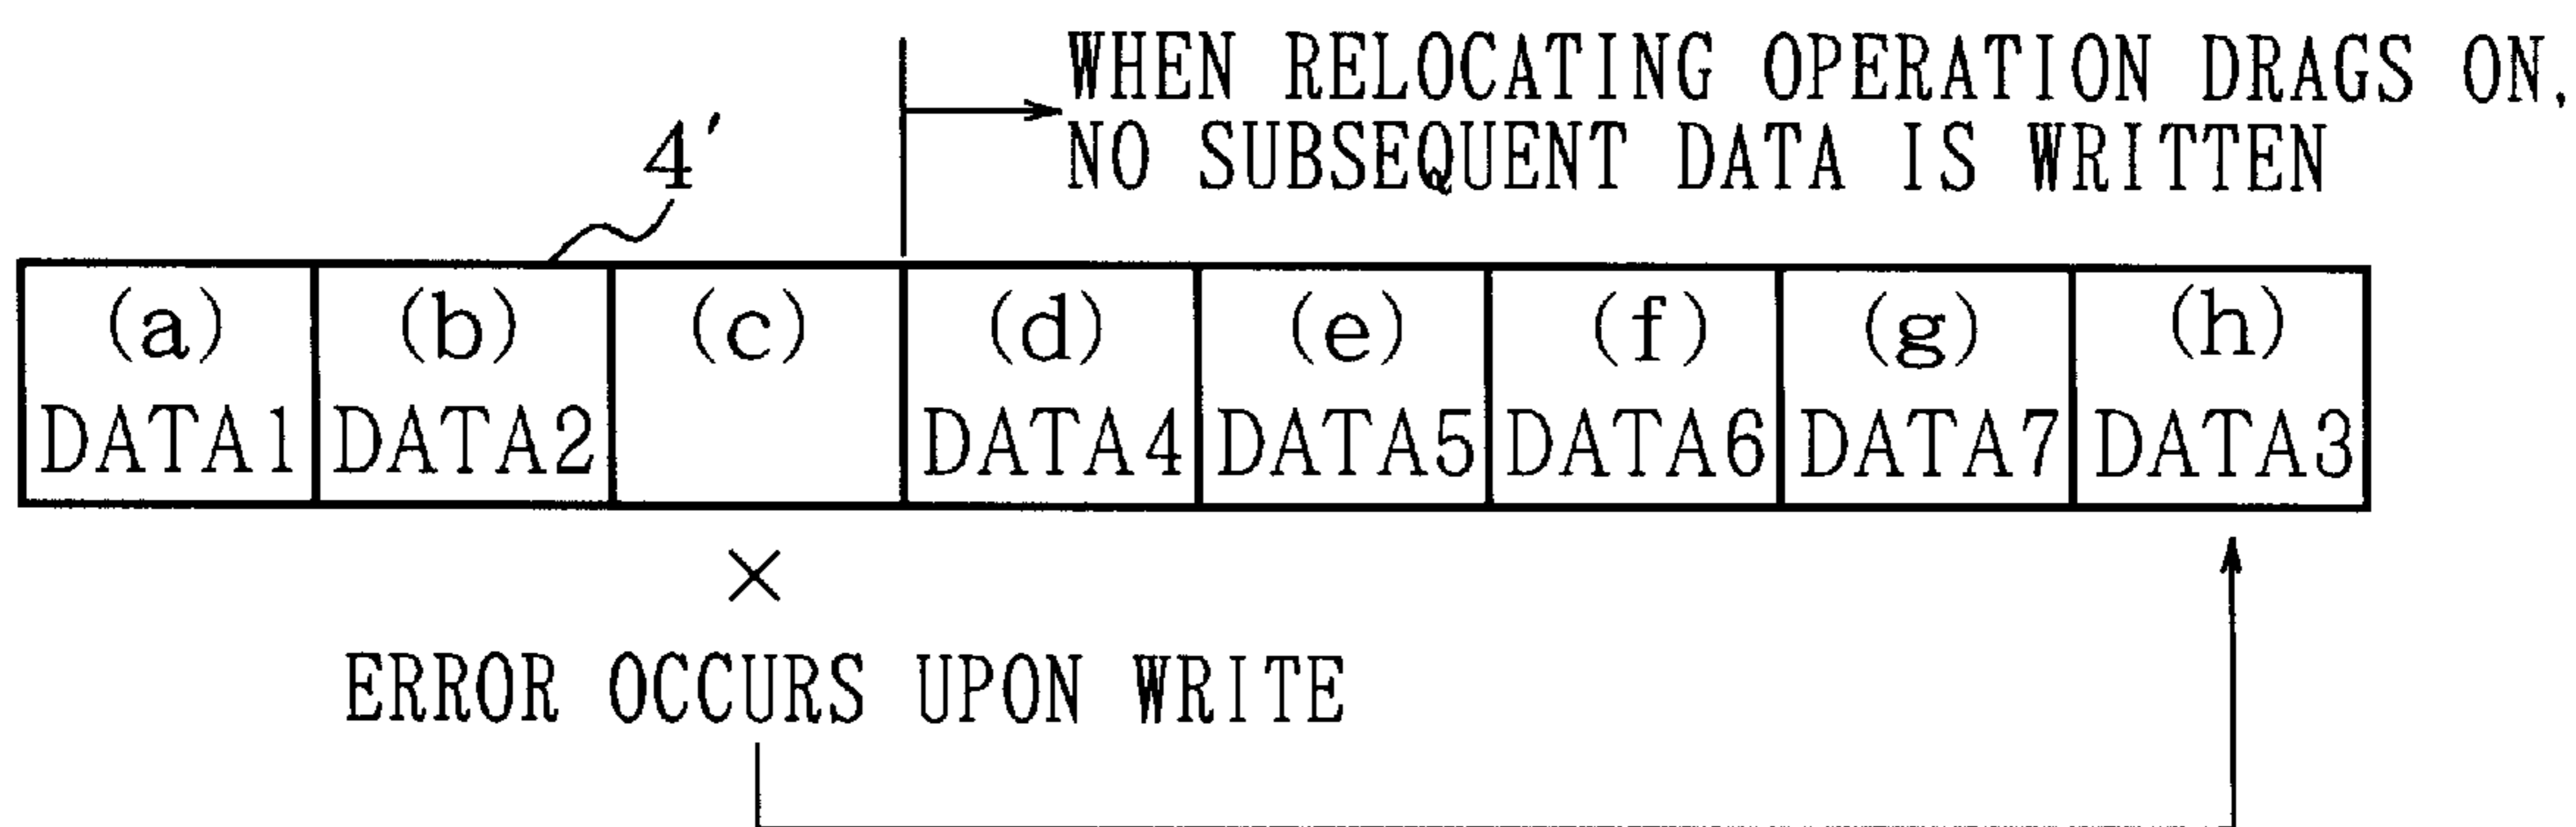 WHEN RELOCATING OPERATION DRAGS ON,
NO SUBSEQUENT DATA IS WRITTEN
4'
(a) (b) (c) (d) (e) (f) (g) (h)
DATA1 DATA2 DATA4 DATA5 DATA6 DATA7 DATA3
×
ERROR OCCURS UPON WRITE